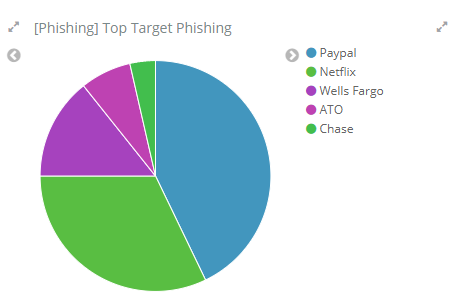 [Phishing] Top Target Phishing
Paypal
Netflix
Wells Fargo
ATO
Chase